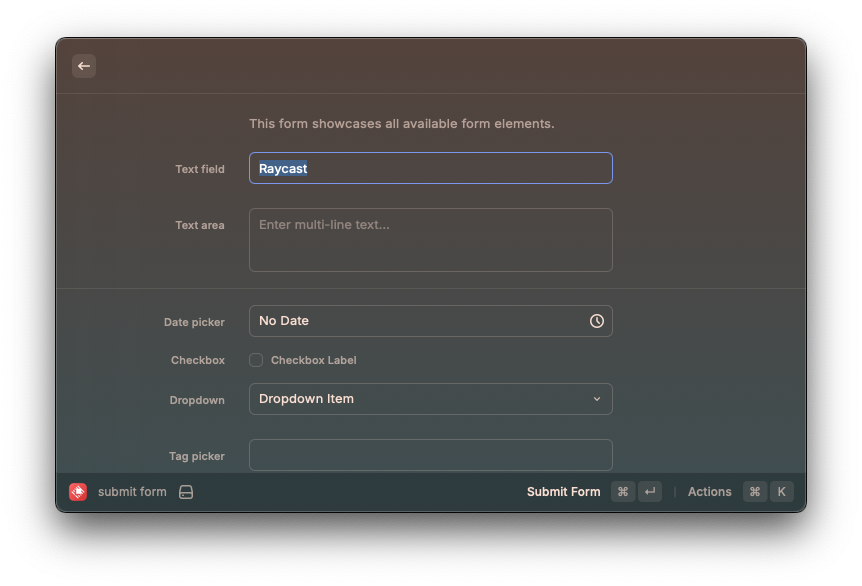 This form showcases all available form elements.
Text field Raycast
Text area Enter multi-line text...
Date picker No Date
Checkbox Checkbox Label
Dropdown Dropdown Item
Tag picker
submit form Submit Form ⌘ ↵ | Actions ⌘ K